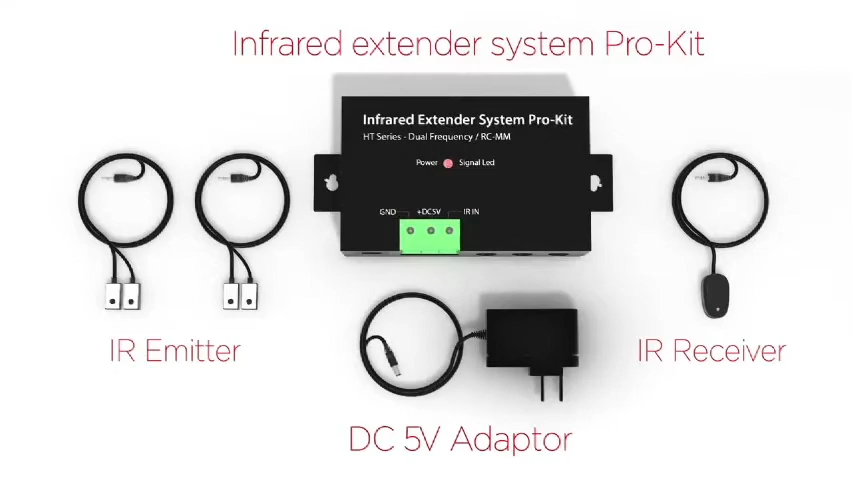 Infrared extender system Pro-Kit
Infrared Extender System Pro-Kit
HT Series - Dual Frequency / RC-MM
Power Signal Led
GND +DC5V IR IN
IR Emitter
IR Receiver
DC 5V Adaptor